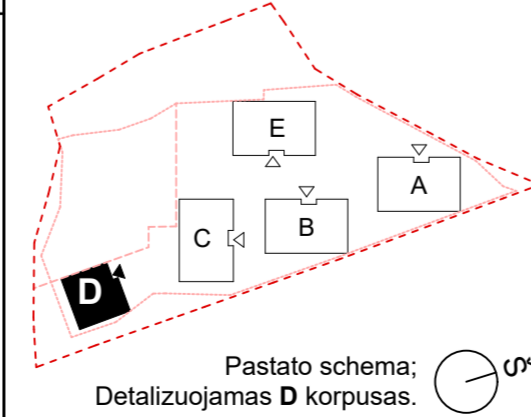 E
A
C
B
D
Pastato schema;
Detalizuojamas D korpusas.
Š